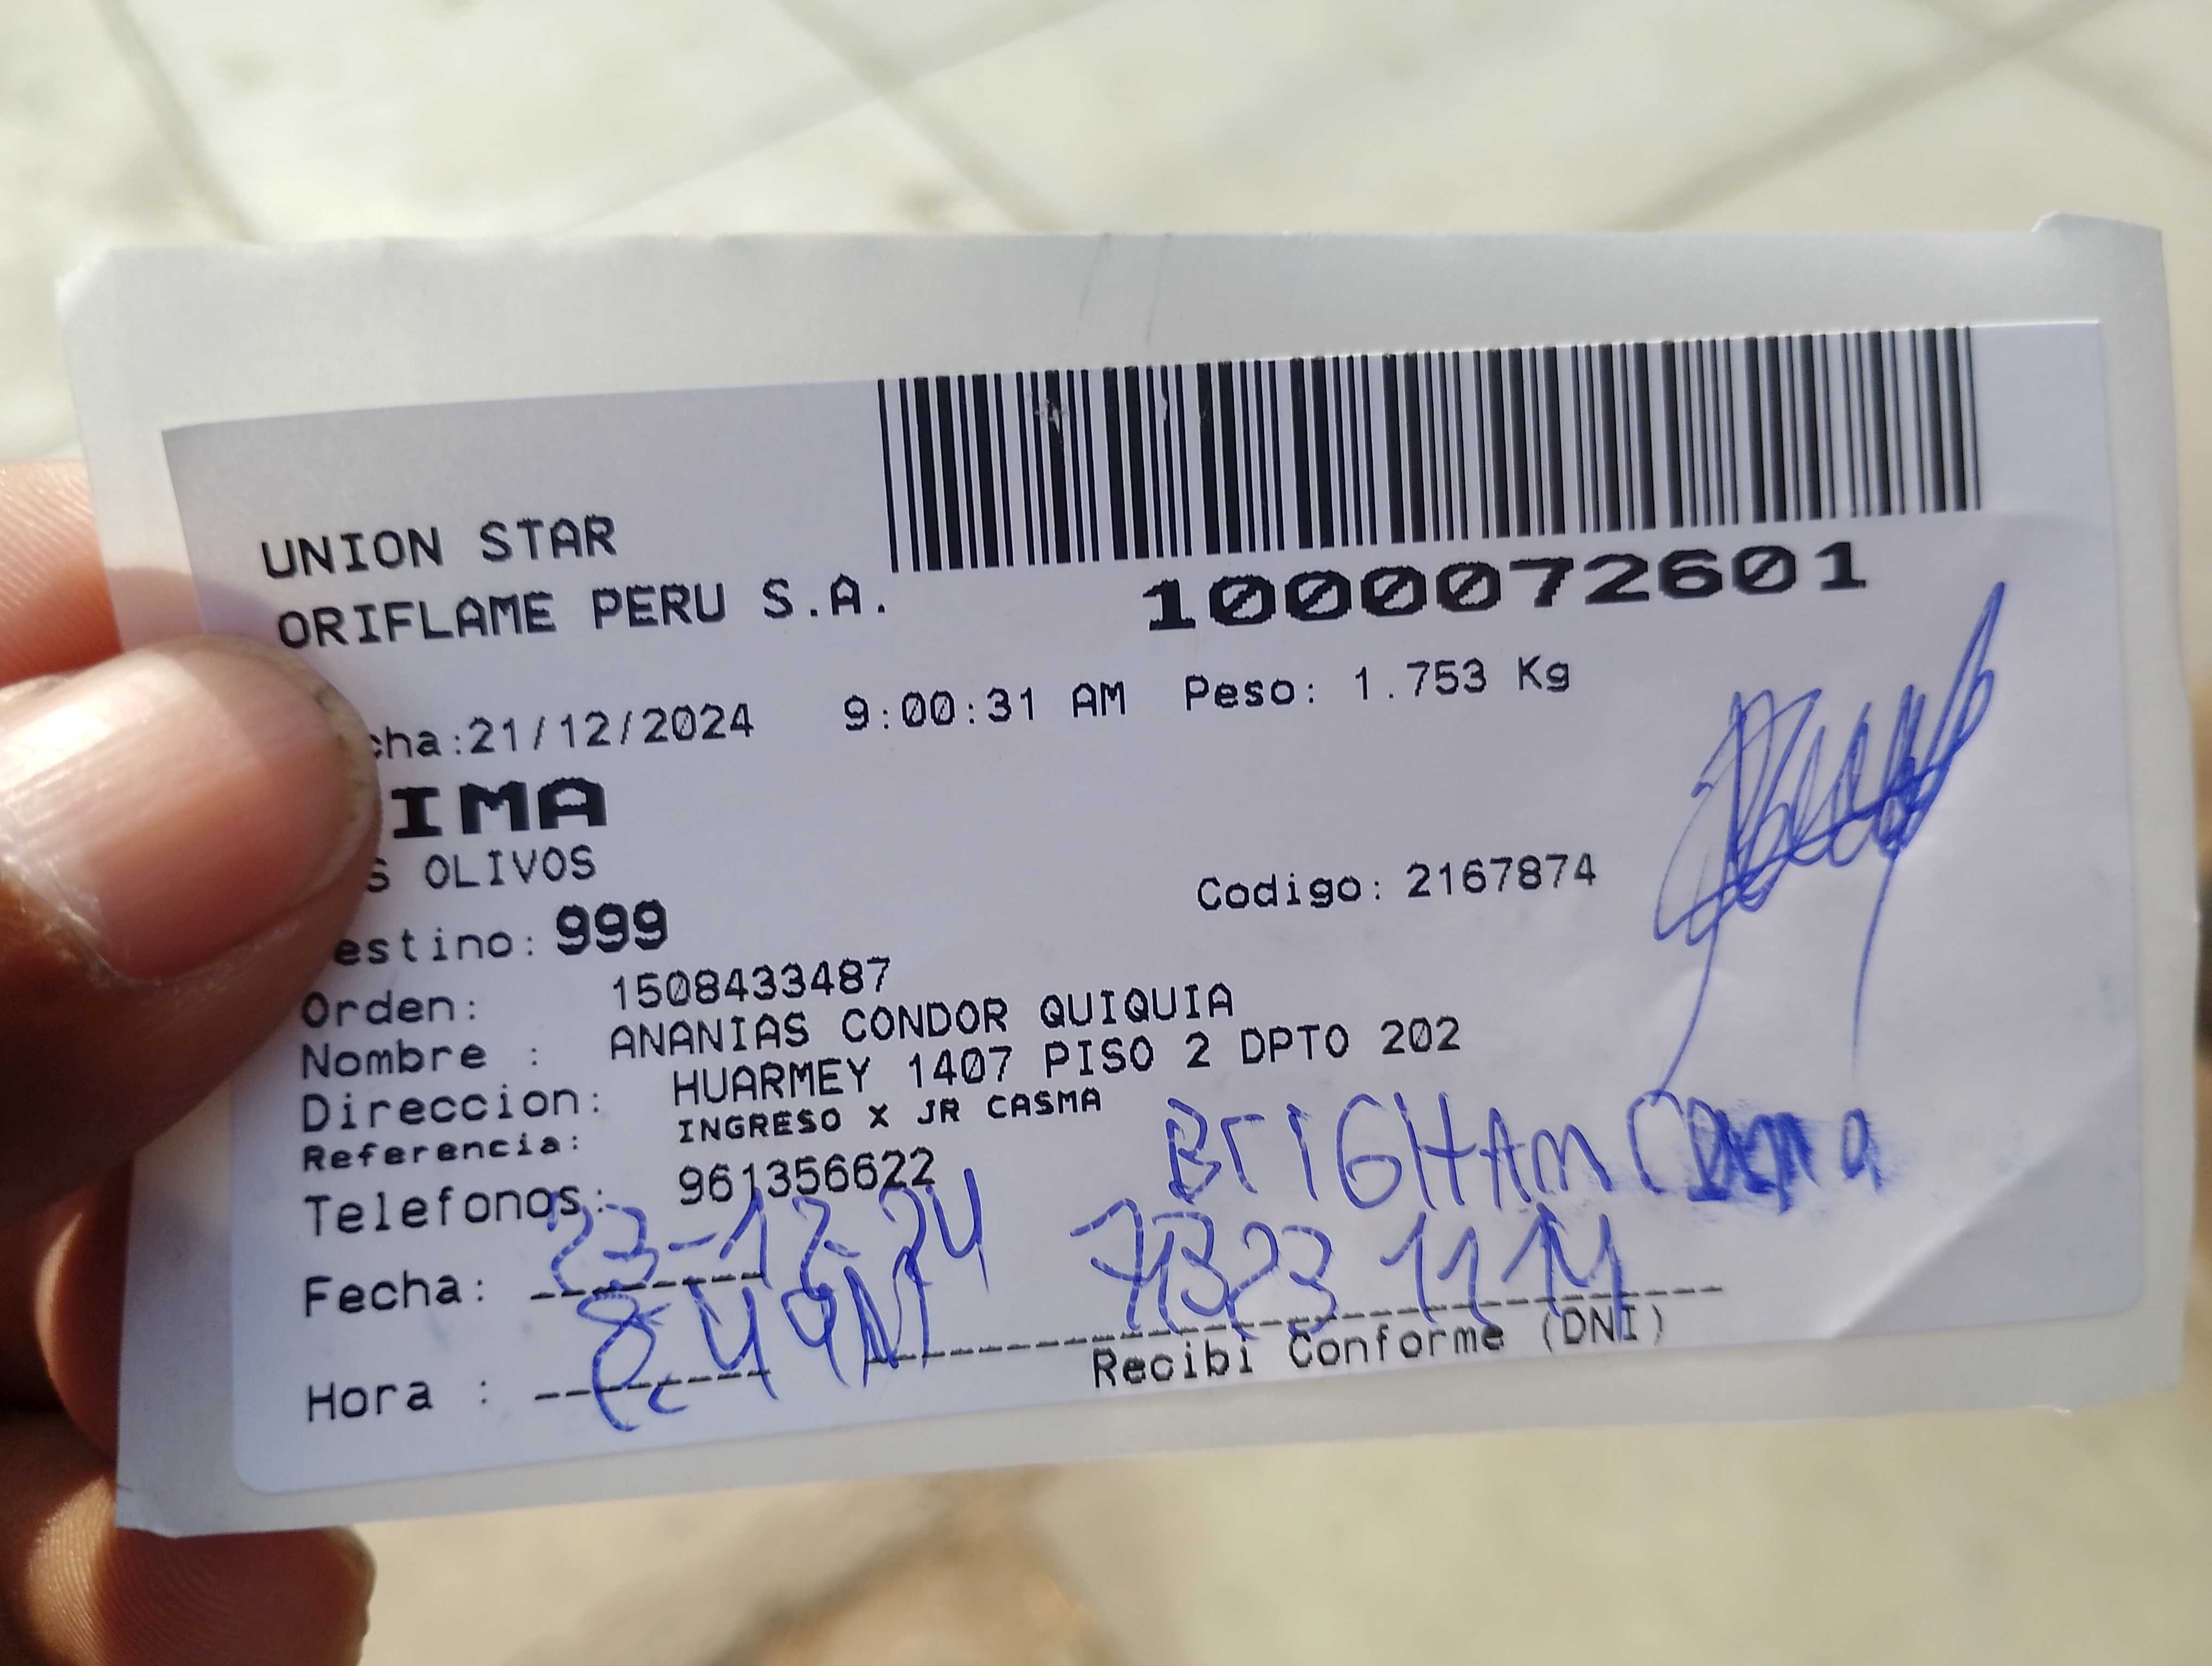 UNION STAR
ORIFLAME PERU S.A.
1000072601
cha:21/12/2024 9:00:31 AM Peso: 1.753 Kg
IMA
S OLIVOS
Codigo: 2167874
estino: 999
Orden: 1508433487
Nombre : ANANIAS CONDOR QUIQUIA
Direccion: HUARMEY 1407 PISO 2 DPTO 202
Referencia: INGRESO X JR CASMA
Telefonos: 961356622
BrIGHAM
Fecha: 23-12-24
Hora :
Recibi Conforme (DNI)